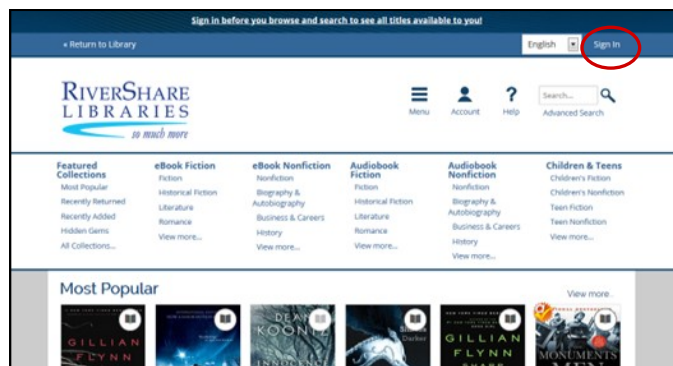 Sign in before you browse and search to see all titles available to you!
« Return to Library
English
Sign In
RIVERSHARE
LIBRARIES
so much more
Menu
Account
? Help
Search...
Advanced Search
Featured
Collections
Most Popular
Recently Returned
Recently Added
Hidden Gems
All Collections...
eBook Fiction
Fiction
Historical Fiction
Literature
Romance
View more...
eBook Nonfiction
Nonfiction
Biography &
Autobiography
Business & Careers
History
View more...
Audiobook
Fiction
Fiction
Historical Fiction
Literature
Romance
View more...
Audiobook
Nonfiction
Nonfiction
Biography &
Autobiography
Business & Careers
History
View more...
Children & Teens
Children's Fiction
Children's Nonfiction
Teen Fiction
Teen Nonfiction
View more...
Most Popular
View more..
GILLIAN
FLYNN
DEAN
KOONTZ
INNOCENCE
Darker
GILLIAN
FLYNN
SHARP
MONUMENTS
MEN